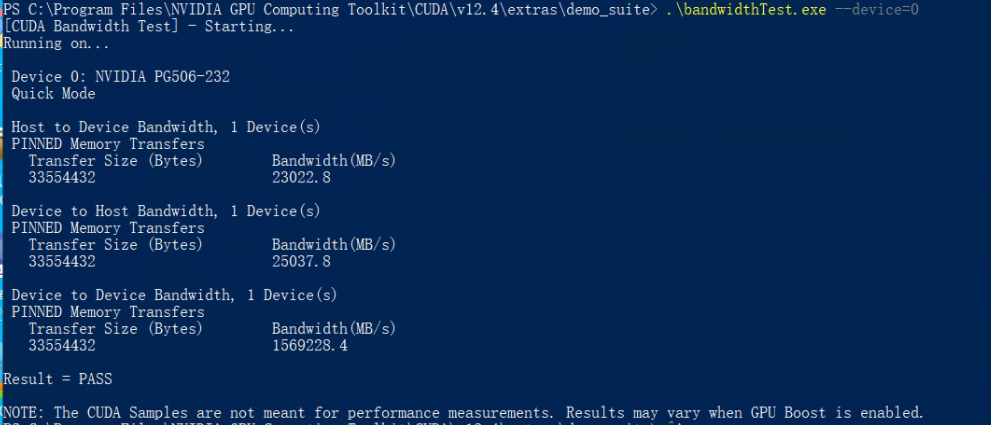 PS C:\Program Files\NVIDIA GPU Computing Toolkit\CUDA\v12.4\extras\demo_suite> .\bandwidthTest.exe --device=0
[CUDA Bandwidth Test] - Starting...
Running on...
Device 0: NVIDIA PG506-232
Quick Mode
Host to Device Bandwidth, 1 Device(s)
PINNED Memory Transfers
Transfer Size (Bytes) Bandwidth(MB/s)
33554432 23022.8
Device to Host Bandwidth, 1 Device(s)
PINNED Memory Transfers
Transfer Size (Bytes) Bandwidth(MB/s)
33554432 25037.8
Device to Device Bandwidth, 1 Device(s)
PINNED Memory Transfers
Transfer Size (Bytes) Bandwidth(MB/s)
33554432 1569228.4
Result = PASS
NOTE: The CUDA Samples are not meant for performance measurements. Results may vary when GPU Boost is enabled.